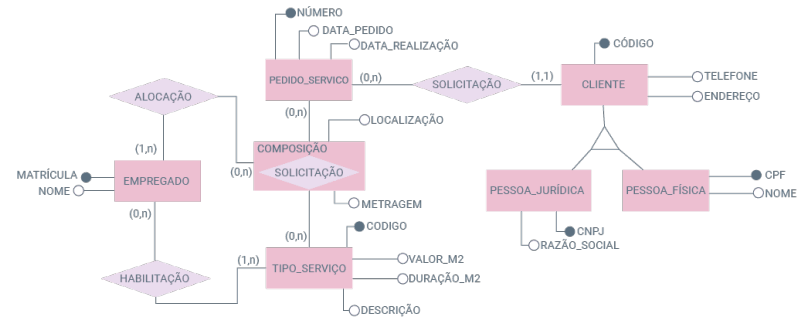 NÚMERO
DATA_PEDIDO
DATA_REALIZAÇÃO
CÓDIGO
PEDIDO_SERVICO
(0,n)
SOLICITAÇÃO
(1,1)
CLIENTE
TELEFONE
ENDEREÇO
ALOCAÇÃO
(0,n)
LOCALIZAÇÃO
(1,n)
COMPOSIÇÃO
(0,n)
SOLICITAÇÃO
MATRÍCULA
NOME
EMPREGADO
PESSOA_JURÍDICA
PESSOA_FÍSICA
CPF
NOME
METRAGEM
(0,n)
CODIGO
CNPJ
(0,n)
RAZÃO_SOCIAL
(1,n)
TIPO_SERVIÇO
VALOR_M2
HABILITAÇÃO
DURAÇÃO_M2
DESCRIÇÃO